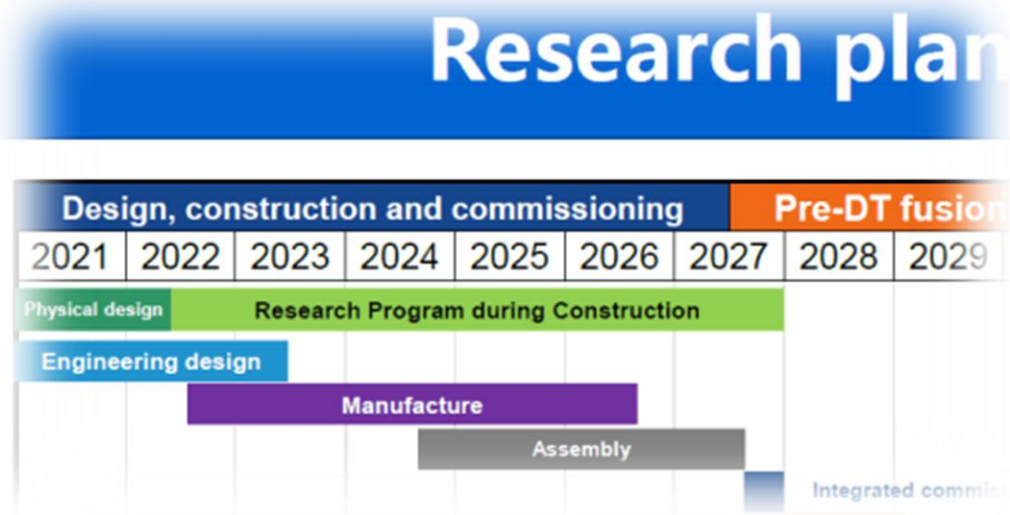 Research plan
Design, construction and commissioning Pre-DT fusion
2021 2022 2023 2024 2025 2026 2027 2028 2029
Physical design Research Program during Construction
Engineering design
Manufacture
Assembly
Integrated